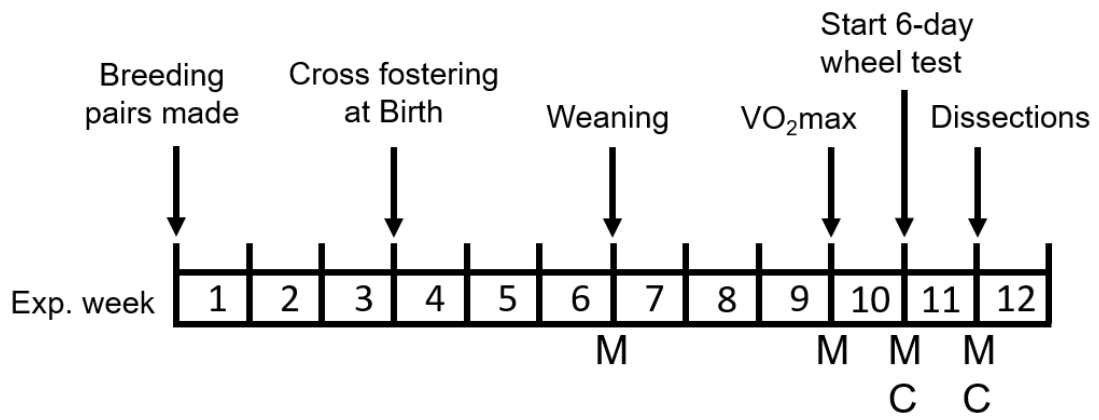 Start 6-day
wheel test
Breeding
pairs made
Cross fostering
at Birth
Weaning
VO₂max
Dissections
Exp. week
1 2 3 4 5 6 7 8 9 10 11 12
M M M M
C C